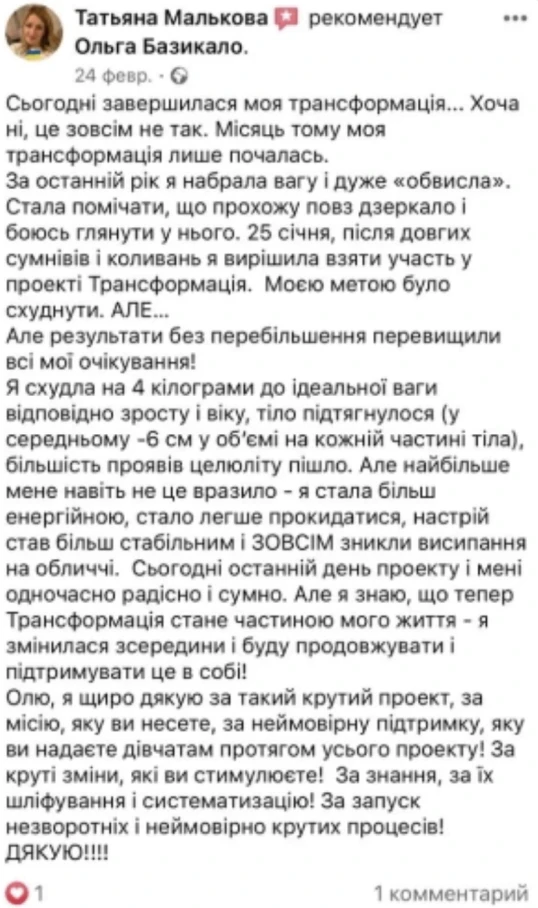 Татьяна Малькова рекомендует
Ольга Базикало.
24 февр. ·
Сьогодні завершилася моя трансформація... Хоча
ні, це зовсім не так. Місяць тому моя
трансформація лише почалась.
За останній рік я набрала вагу і дуже «обвисла».
Стала помічати, що прохожу повз дзеркало і
боюсь глянути у нього. 25 січня, після довгих
сумнівів і коливань я вирішила взяти участь у
проекті Трансформація. Моєю метою було
схуднути. АЛЕ...
Але результати без перебільшення перевищили
всі мої очікування!
Я схудла на 4 кілограми до ідеальної ваги
відповідно зросту і віку, тіло підтягнулося (у
середньому -6 см у об'ємі на кожній частині тіла),
більшість проявів целюліту пішло. Але найбільше
мене навіть не це вразило - я стала більш
енергійною, стало легше прокидатися, настрій
став більш стабільним і ЗОВСІМ зникли висипання
на обличчі. Сьогодні останній день проекту і мені
одночасно радісно і сумно. Але я знаю, що тепер
Трансформація стане частиною мого життя - я
змінилася зсередини і буду продовжувати і
підтримувати це в собі!
Олю, я щиро дякую за такий крутий проект, за
місію, яку ви несете, за неймовірну підтримку, яку
ви надаєте дівчатам протягом усього проекту! За
круті зміни, які ви стимулюєте! За знання, за їх
шліфування і систематизацію! За запуск
незворотніх і неймовірно крутих процесів!
ДЯКУЮ!!!!
1
1 комментарий